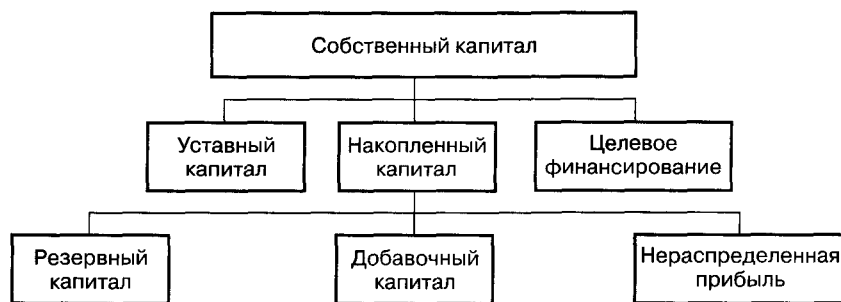 Собственный капитал
Уставный
капитал
Накопленный
капитал
Целевое
финансирование
Резервный
капитал
Добавочный
капитал
Нераспределенная
прибыль